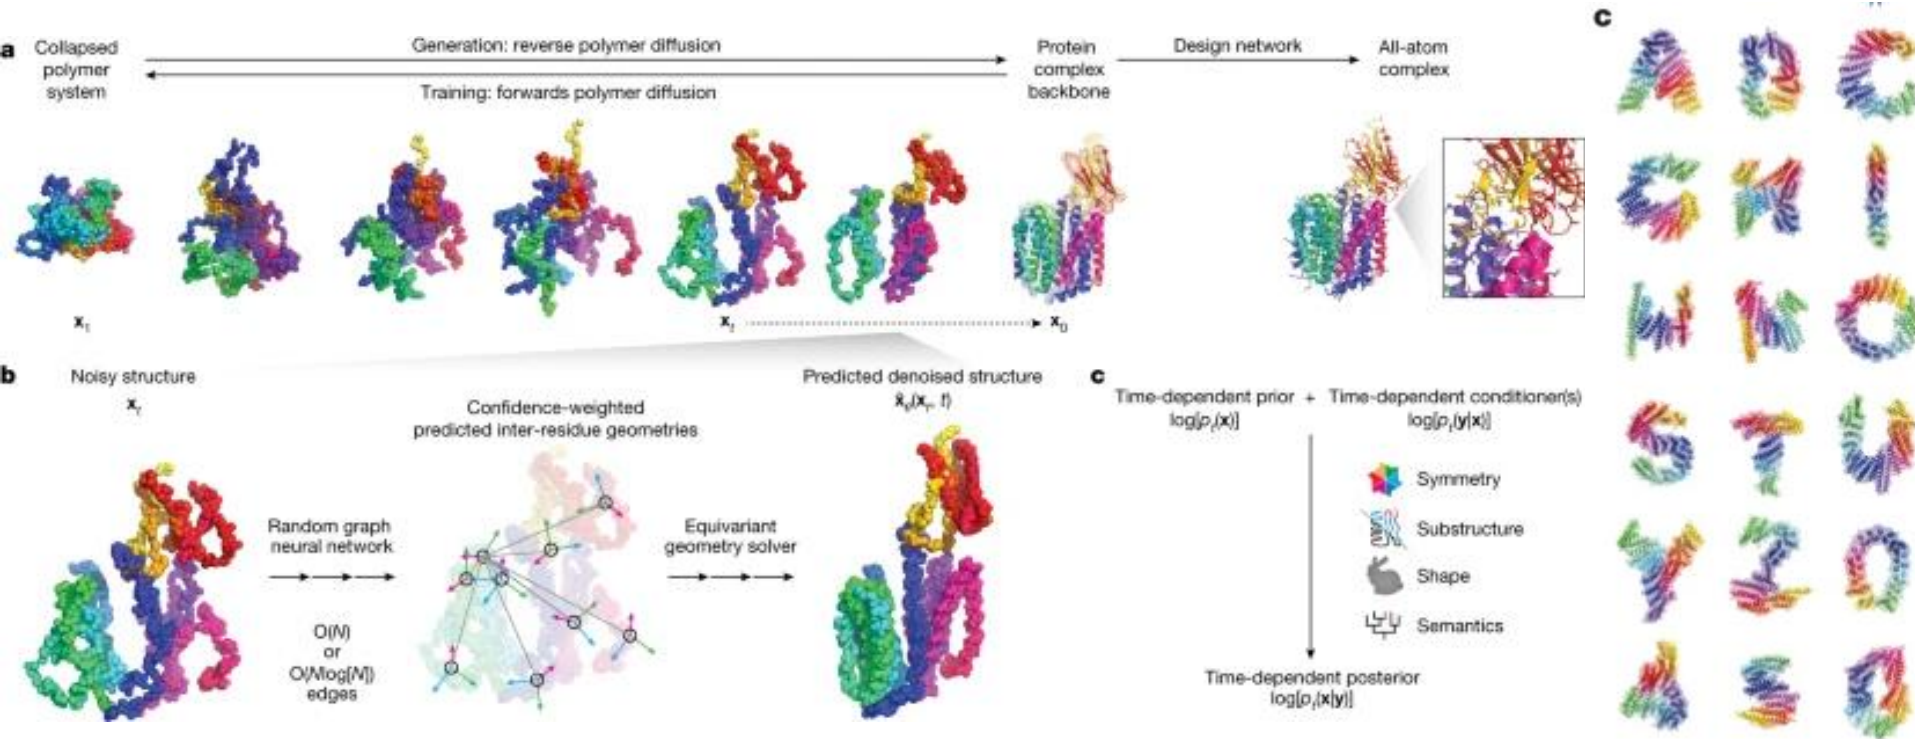 a
Collapsed
polymer
system
Generation: reverse polymer diffusion
Training: forwards polymer diffusion
Protein
complex
backbone
Design network
All-atom
complex
x₁
xₜ
x₀
b
Noisy structure
xₜ
Random graph
neural network
O(N)
or
O(Nlog[N])
edges
Confidence-weighted
predicted inter-residue geometries
Equivariant
geometry solver
Predicted denoised structure
c
Time-dependent prior + Time-dependent conditioner(s)
log[pₜ(x)] log[pₜ(y|x)]
Symmetry
Substructure
Shape
Semantics
Time-dependent posterior
log[pₜ(x|y)]
c